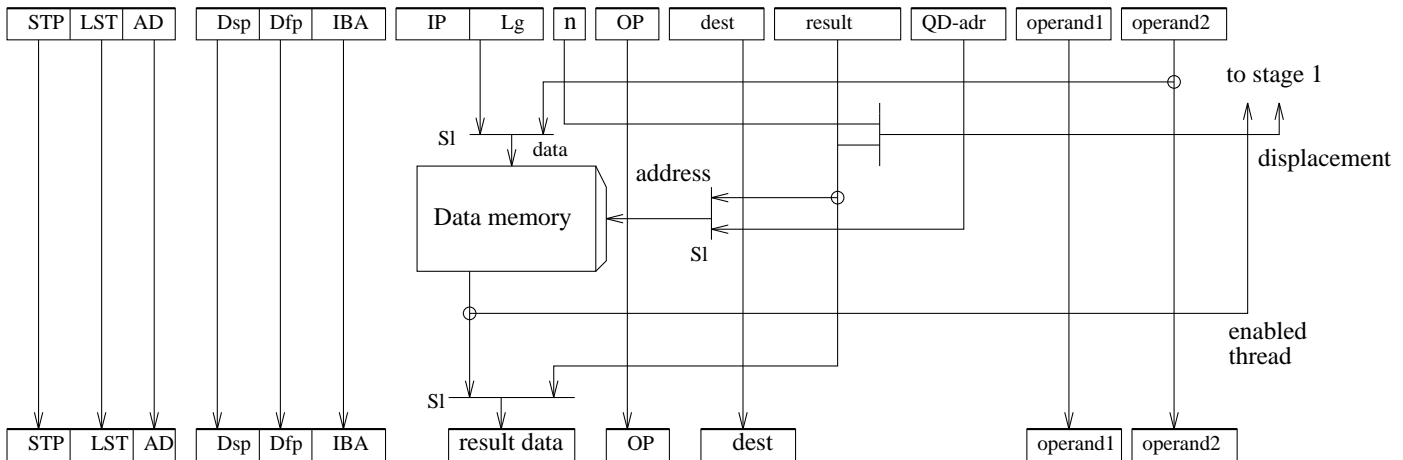 STP LST AD Dsp Dfp IBA IP Lg n OP dest result QD-adr operand1 operand2
to stage 1
Sl
data
displacement
address
Data memory
Sl
enabled
thread
Sl
STP LST AD Dsp Dfp IBA result data OP dest operand1 operand2